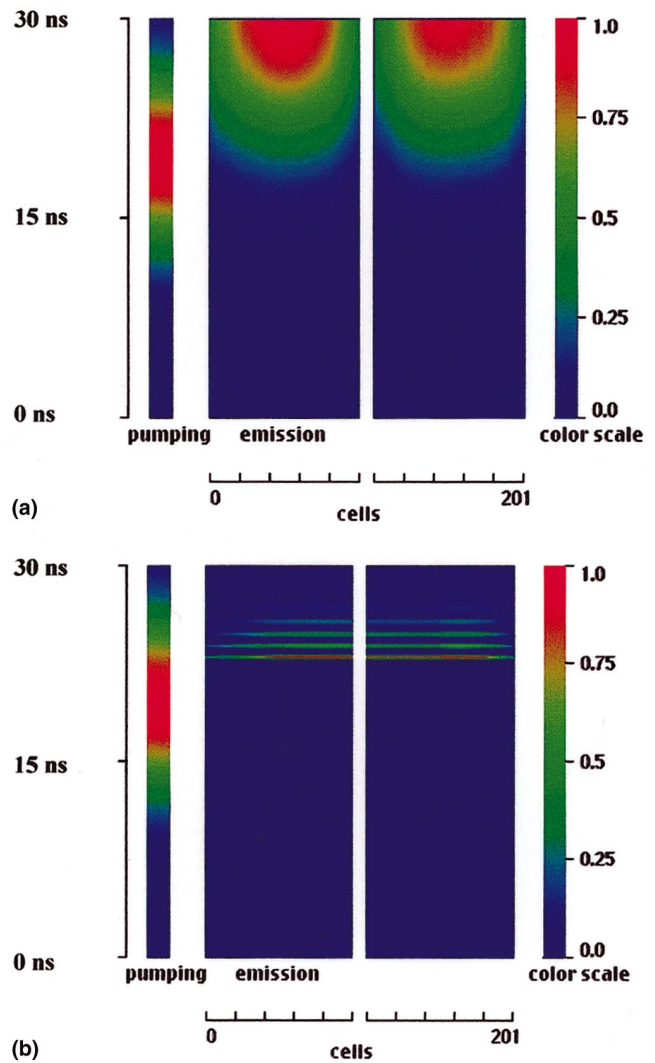 30 ns
15 ns
0 ns
1.0
0.75
0.5
0.25
0.0
pumping
emission
color scale
0
201
cells
(a)
30 ns
15 ns
0 ns
1.0
0.75
0.5
0.25
0.0
pumping
emission
color scale
0
201
cells
(b)